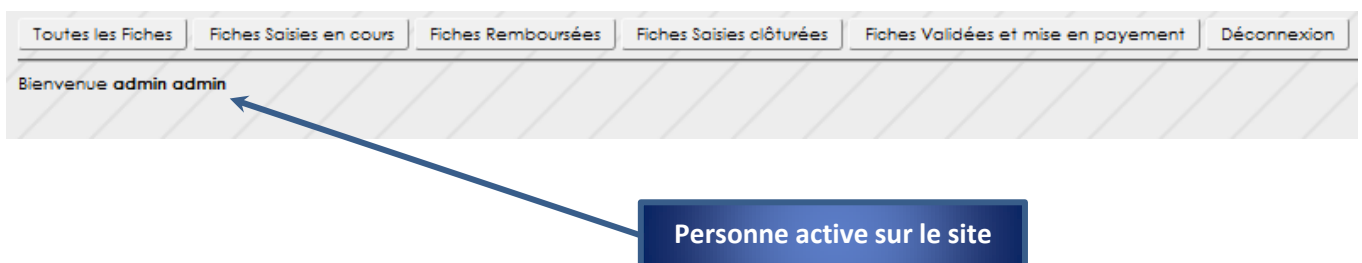 Toutes les Fiches Fiches Saisies en cours Fiches Remboursées Fiches Saisies clôturées Fiches Validées et mise en payement Déconnexion
Bienvenue admin admin
Personne active sur le site